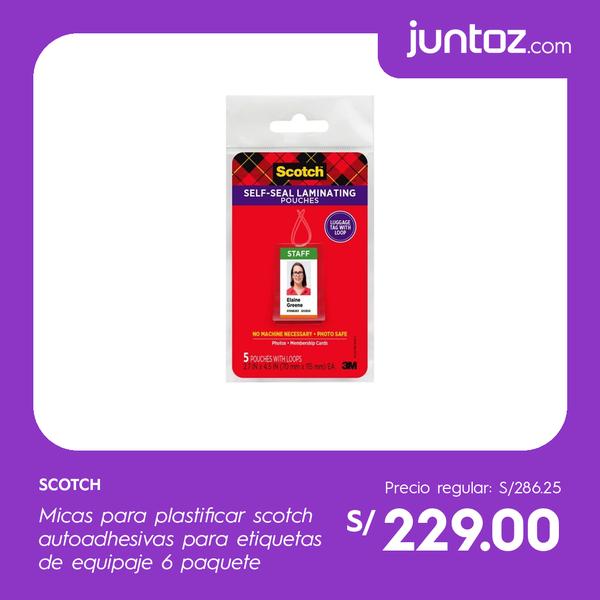 juntoz.com
Scotch
SELF-SEAL LAMINATING
POUCHES
LUGGAGE
TAG WITH
LOOP
STAFF
Elaine
Greene
NO MACHINE NECESSARY • PHOTO SAFE
Photos • Membership Cards
5 POUCHES WITH LOOPS
2.7 IN x 4.5 IN (70 mm x 115 mm) EA.
3M
SCOTCH
Micas para plastificar scotch
autoadhesivas para etiquetas
de equipaje 6 paquete
Precio regular: S/286.25
S/ 229.00